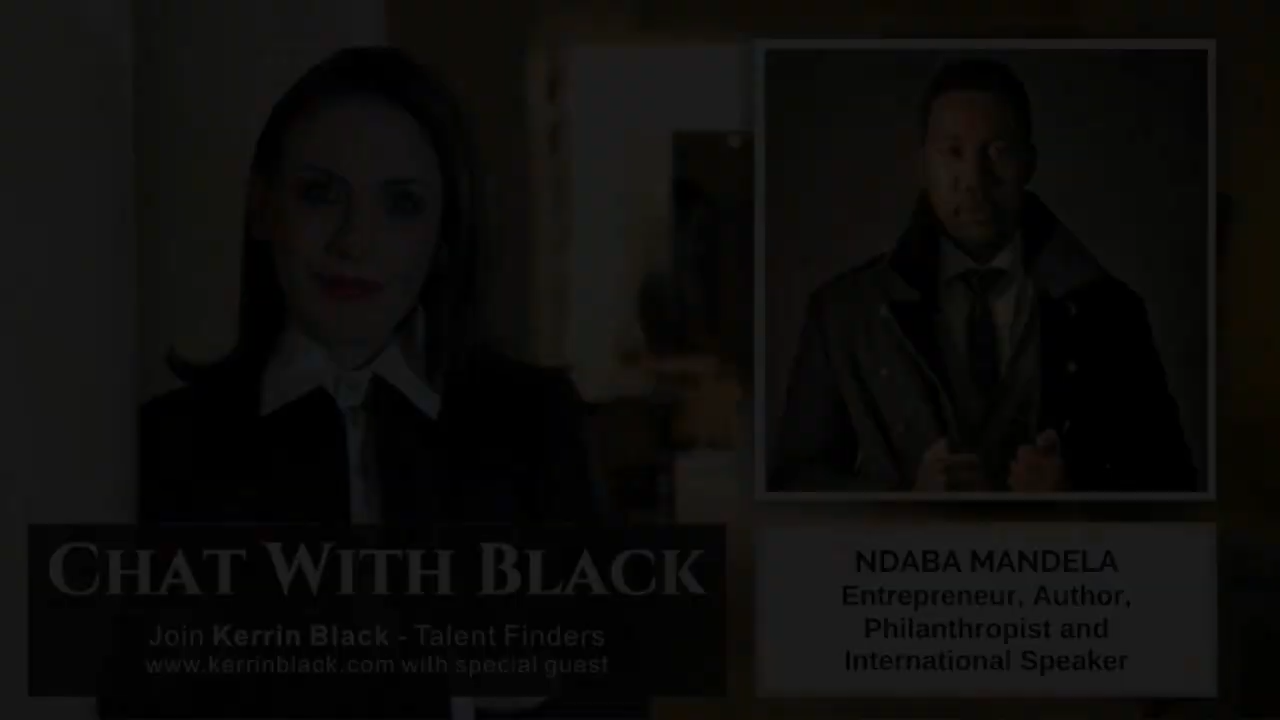 CHAT WITH BLACK
Join Kerrin Black - Talent Finders
www.kerrinblack.com with special guest
NDABA MANDELA
Entrepreneur, Author,
Philanthropist and
International Speaker